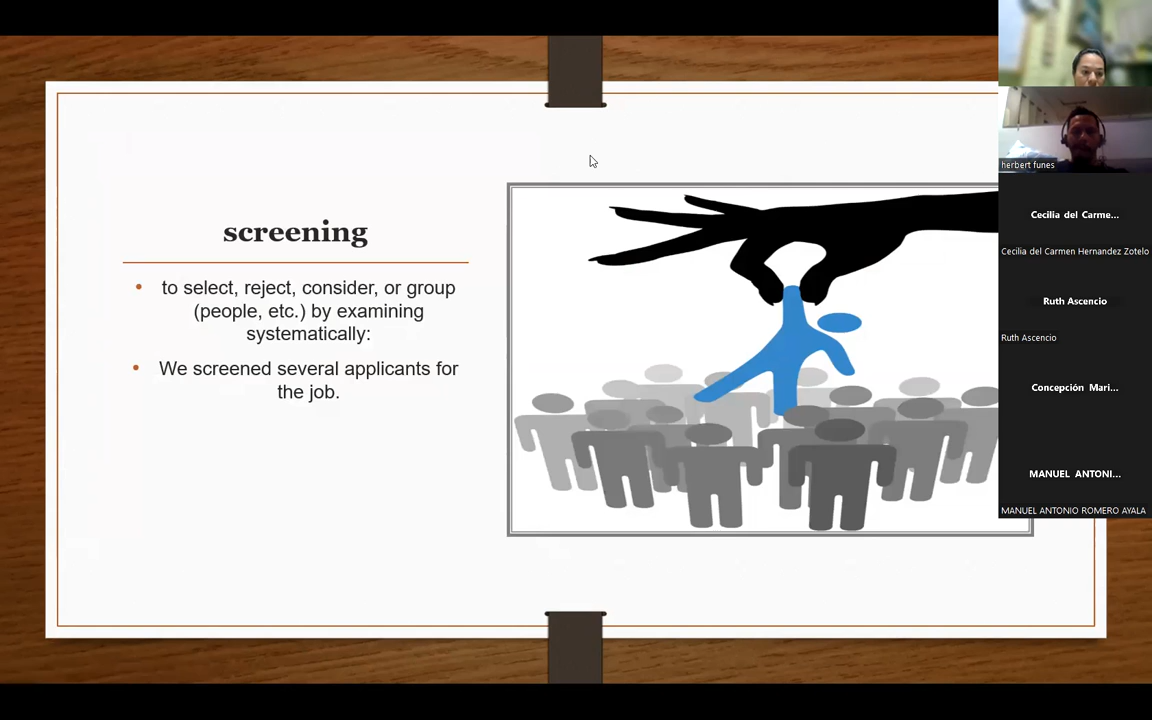 screening
• to select, reject, consider, or group
(people, etc.) by examining
systematically:
• We screened several applicants for
the job.
herbert funes
Cecilia del Carme...
Cecilia del Carmen Hernandez Zotelo
Ruth Ascencio
Ruth Ascencio
Concepción Mari...
MANUEL ANTONI...
MANUEL ANTONIO ROMERO AYALA